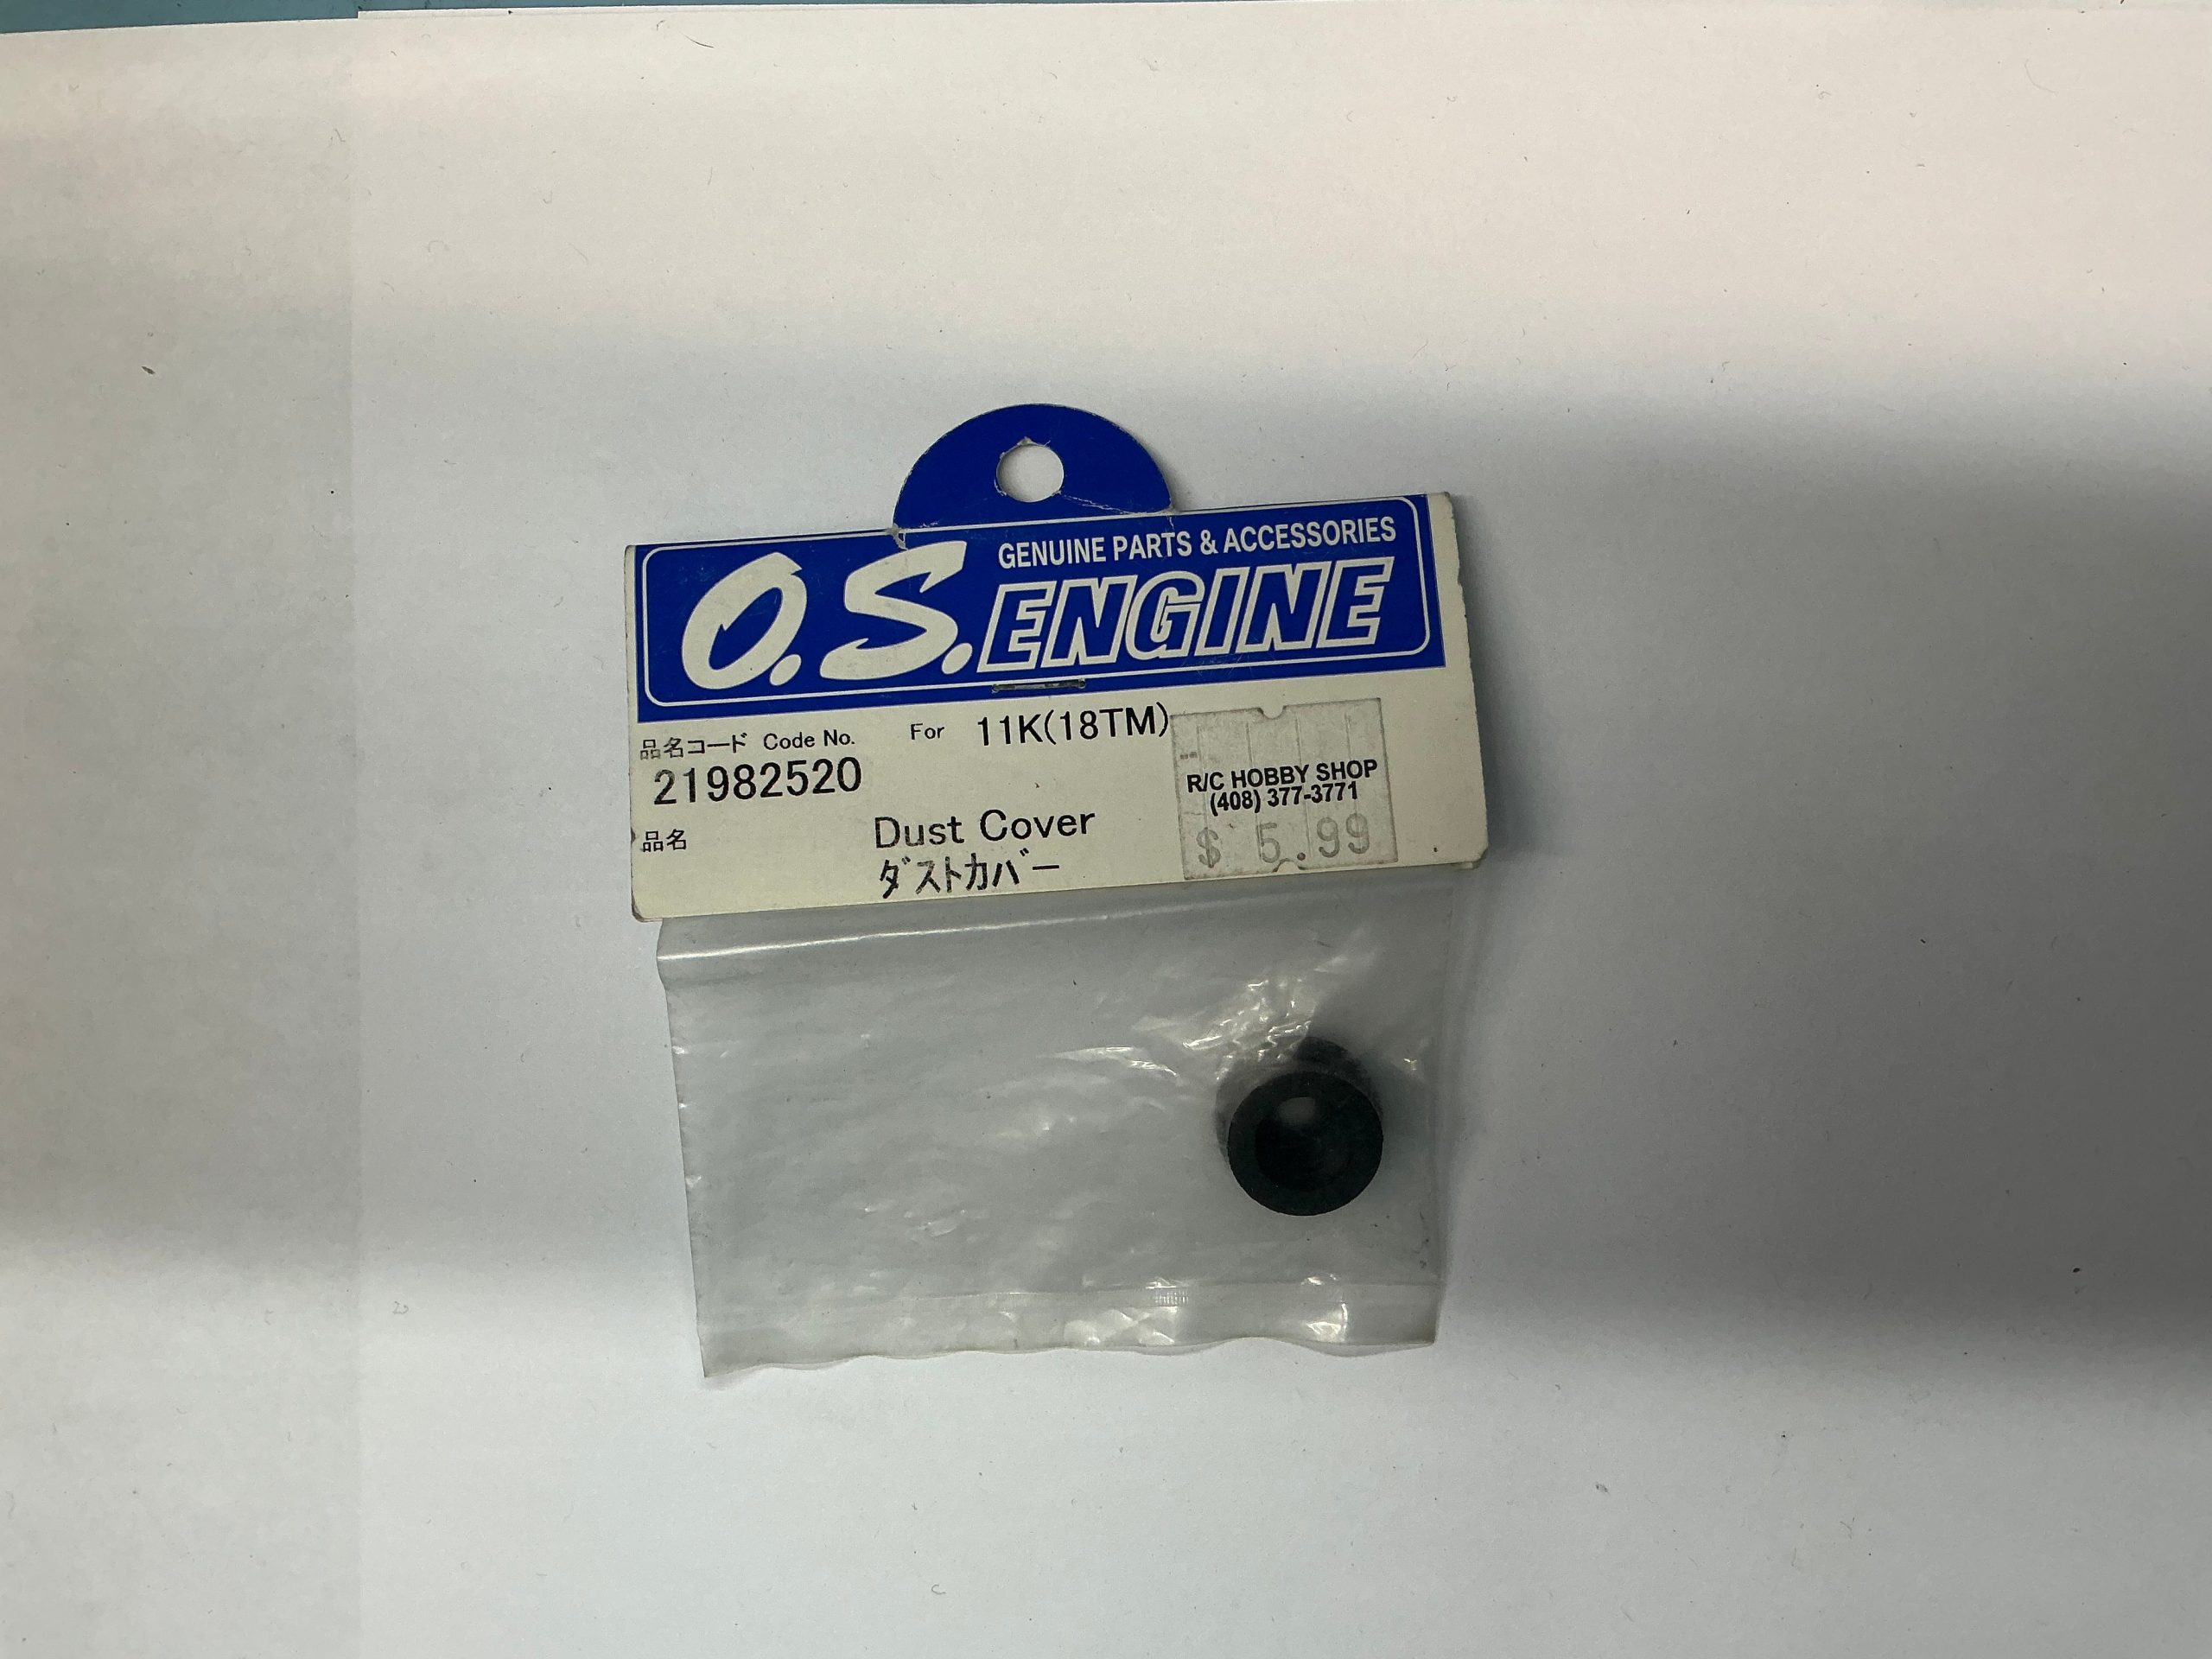 GENUINE PARTS & ACCESSORIES
O.S.ENGINE
品名コード Code No.
For 11K(18TM)
21982520
品名
Dust Cover
ダストカバー
R/C HOBBY SHOP
(408) 377-3771
$ 5.99